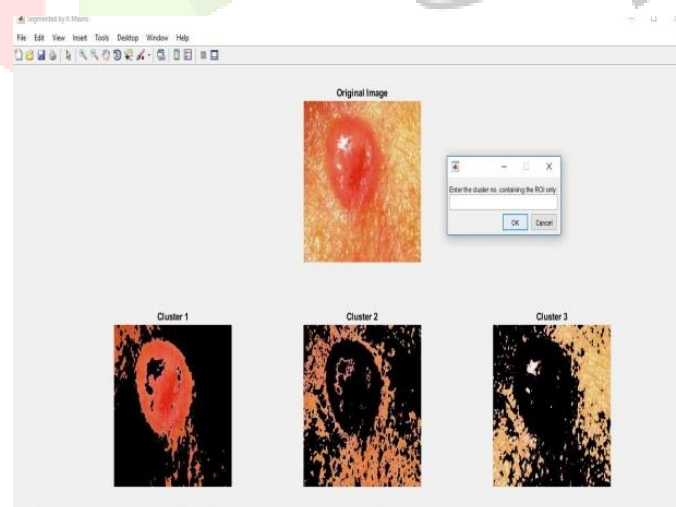 Segmented by K Means
File Edit View Insert Tools Desktop Window Help
Original Image
Enter the cluster no. containing the ROI only:
OK Cancel
Cluster 1 Cluster 2 Cluster 3